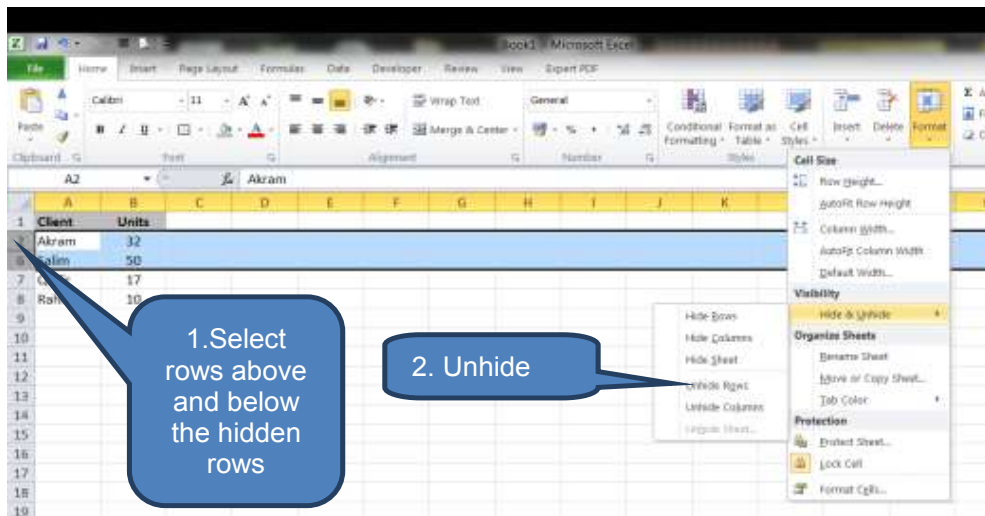 Book1 - Microsoft Excel
File Home Insert Page Layout Formulas Data Developer Review View Expert PDF
Calibri 11 Wrap Text General
Paste B I U Merge & Center % Conditional Formatting Format as Table Cell Styles Insert Delete Format
Clipboard Font Alignment Number Styles
A2 fx Akram
A B C D E F G H I J K
1 Client Units
2 Akram 32
6 Salim 50
7 17
8 10
9
10
11
12
13
14
15
16
17
18
19
1.Select
rows above
and below
the hidden
rows
2. Unhide
Hide Rows
Hide Columns
Hide Sheet
Unhide Rows
Unhide Columns
Unhide Sheet...
Cell Size
Row Height...
AutoFit Row Height
Column Width...
AutoFit Column Width
Default Width...
Visibility
Hide & Unhide
Organize Sheets
Rename Sheet
Move or Copy Sheet...
Tab Color
Protection
Protect Sheet...
Lock Cell
Format Cells...